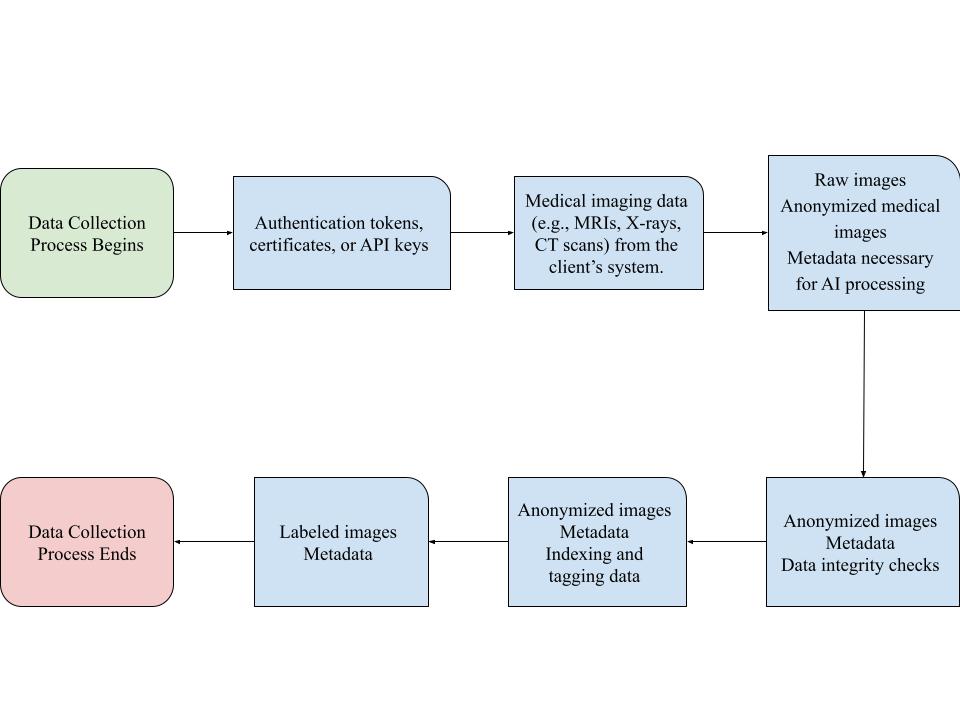 Data Collection
Process Begins
Authentication tokens,
certificates, or API keys
Medical imaging data
(e.g., MRIs, X-rays,
CT scans) from the
client’s system.
Raw images
Anonymized medical
images
Metadata necessary
for AI processing
Anonymized images
Metadata
Data integrity checks
Anonymized images
Metadata
Indexing and
tagging data
Labeled images
Metadata
Data Collection
Process Ends